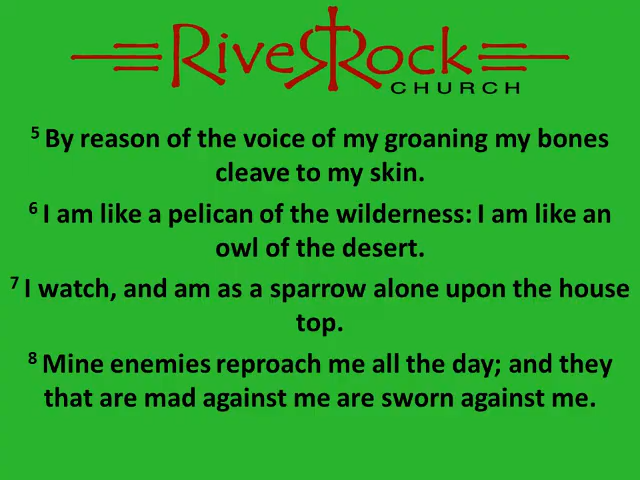 RiverRock
CHURCH
5 By reason of the voice of my groaning my bones
cleave to my skin.
6 I am like a pelican of the wilderness: I am like an
owl of the desert.
7 I watch, and am as a sparrow alone upon the house
top.
8 Mine enemies reproach me all the day; and they
that are mad against me are sworn against me.